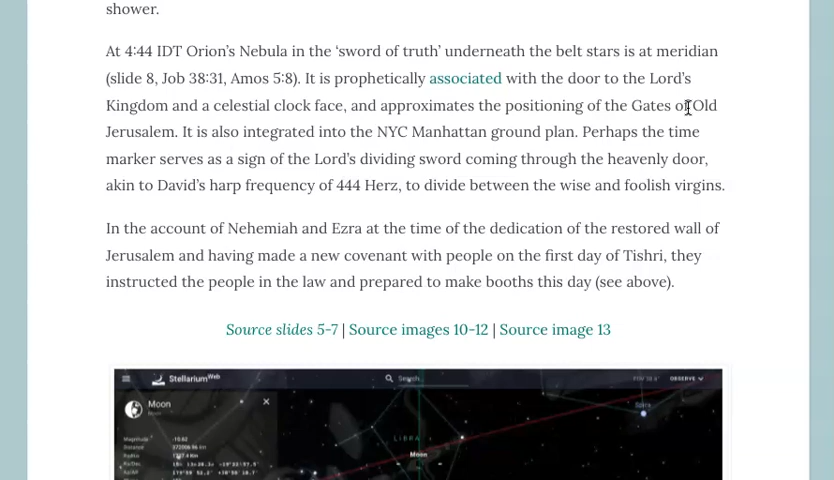 shower.
At 4:44 IDT Orion’s Nebula in the ‘sword of truth’ underneath the belt stars is at meridian
(slide 8, Job 38:31, Amos 5:8). It is prophetically associated with the door to the Lord’s
Kingdom and a celestial clock face, and approximates the positioning of the Gates of Old
Jerusalem. It is also integrated into the NYC Manhattan ground plan. Perhaps the time
marker serves as a sign of the Lord’s dividing sword coming through the heavenly door,
akin to David’s harp frequency of 444 Herz, to divide between the wise and foolish virgins.
In the account of Nehemiah and Ezra at the time of the dedication of the restored wall of
Jerusalem and having made a new covenant with people on the first day of Tishri, they
instructed the people in the law and prepared to make booths this day (see above).
Source slides 5-7 | Source images 10-12 | Source image 13
StellariumWeb Search... OBSERVE
Moon
LIBRA
Moon